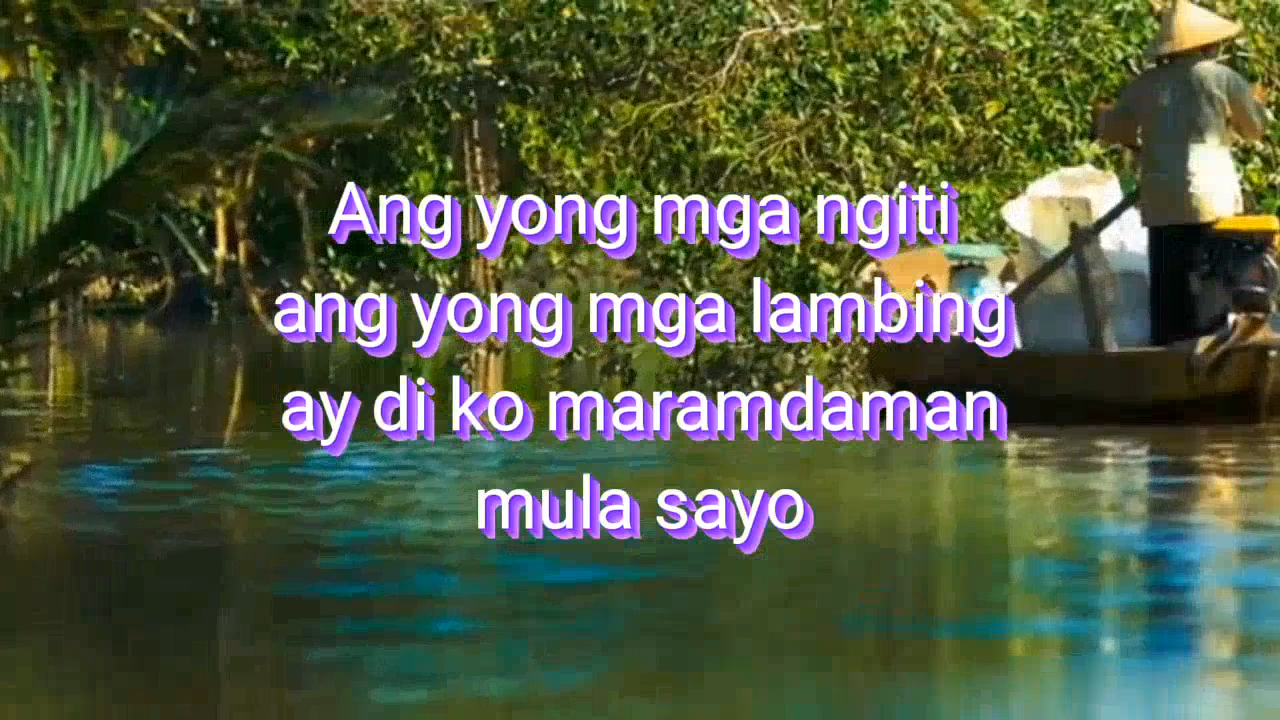 Ang yong mga ngiti
ang yong mga lambing
ay di ko maramdaman
mula sayo